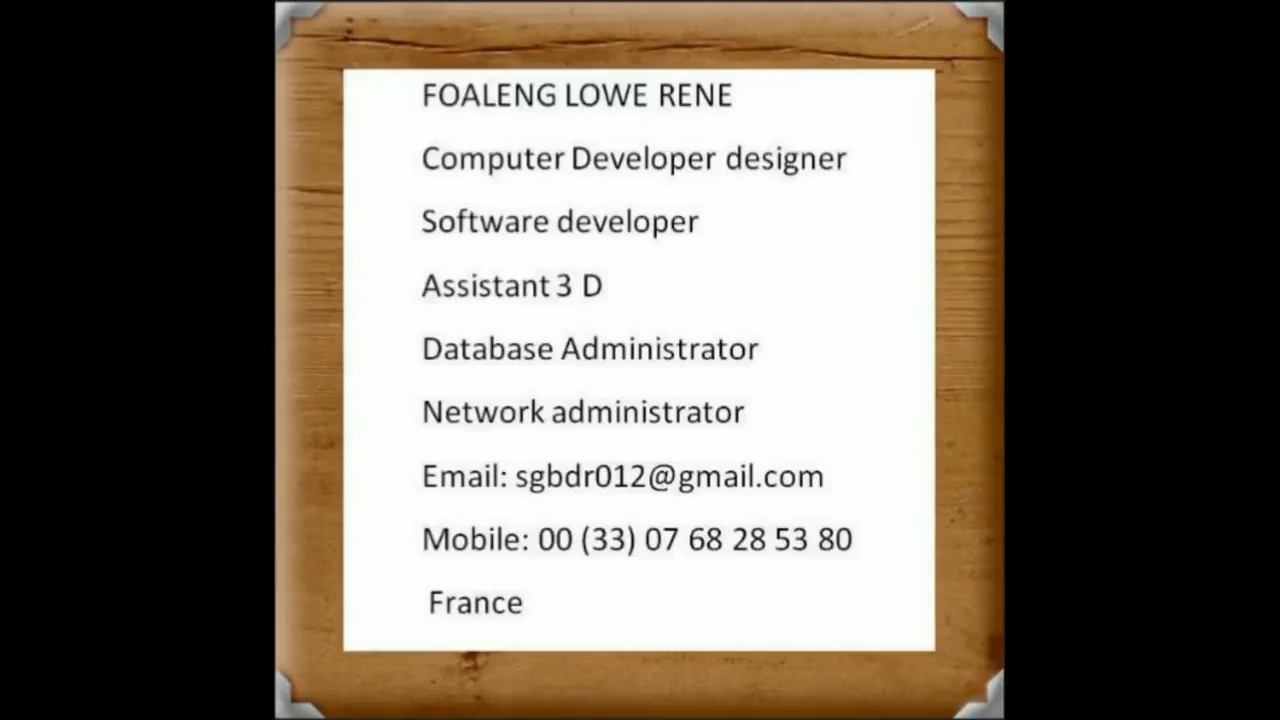 FOALENG LOWE RENE
Computer Developer designer
Software developer
Assistant 3 D
Database Administrator
Network administrator
Email: sgbdr012@gmail.com
Mobile: 00 (33) 07 68 28 53 80
France